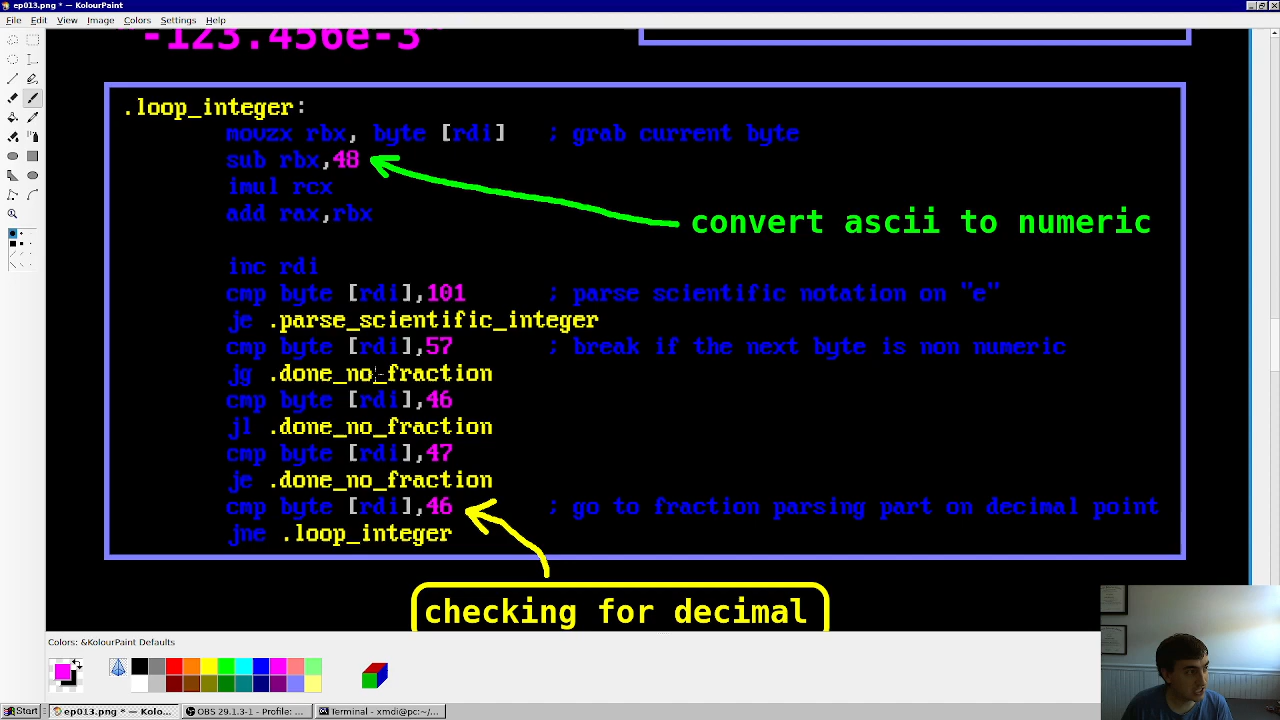 ep013.png * — KolourPaint
File Edit View Image Colors Settings Help
-123.456e-3
.loop_integer:
movzx rbx, byte [rdi] ; grab current byte
sub rbx,48
imul rcx
add rax,rbx
convert ascii to numeric
inc rdi
cmp byte [rdi],101 ; parse scientific notation on "e"
je .parse_scientific_integer
cmp byte [rdi],57 ; break if the next byte is non numeric
jg .done_no_fraction
cmp byte [rdi],46
jl .done_no_fraction
cmp byte [rdi],47
je .done_no_fraction
cmp byte [rdi],46 ; go to fraction parsing part on decimal point
jne .loop_integer
checking for decimal
Colors: &KolourPaint Defaults
Start ep013.png * — Kolo... OBS 29.1.3-1 - Profile: ... Terminal - xmdi@pc:~/...